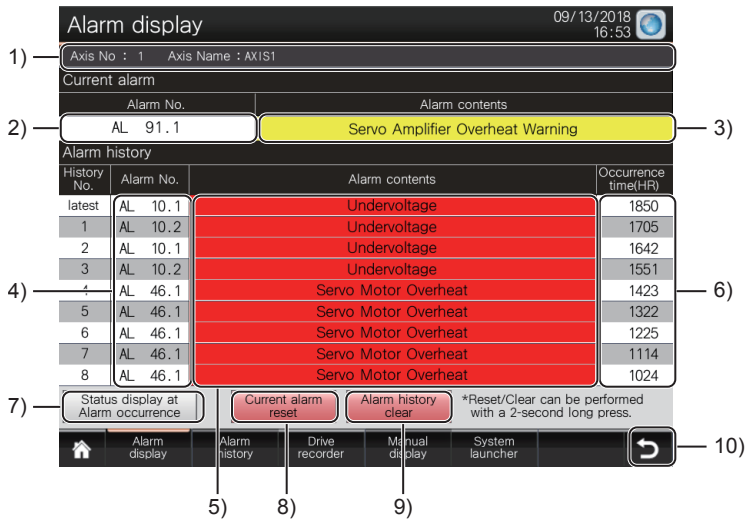 Alarm display
09/13/2018
16:53
1)
Axis No : 1 Axis Name : AXIS1
Current alarm
Alarm No. Alarm contents
2) AL 91.1 Servo Amplifier Overheat Warning 3)
Alarm history
History No. Alarm No. Alarm contents Occurrence time(HR)
latest AL 10.1 Undervoltage 1850
1 AL 10.2 Undervoltage 1705
2 AL 10.1 Undervoltage 1642
3 AL 10.2 Undervoltage 1551
4) 4 AL 46.1 Servo Motor Overheat 1423 6)
5 AL 46.1 Servo Motor Overheat 1322
6 AL 46.1 Servo Motor Overheat 1225
7 AL 46.1 Servo Motor Overheat 1114
8 AL 46.1 Servo Motor Overheat 1024
7)
Status display at
Alarm occurrence
Current alarm
reset
Alarm history
clear
*Reset/Clear can be performed
with a 2-second long press.
Alarm
display
Alarm
history
Drive
recorder
Manual
display
System
launcher
10)
5) 8) 9)